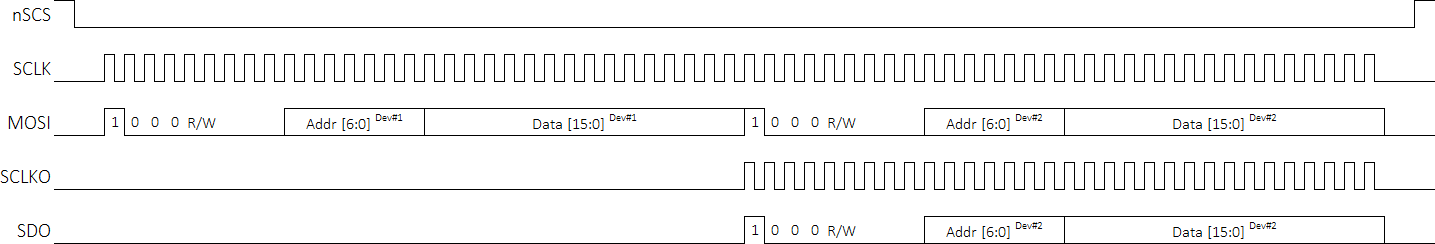 nSCS
SCLK
MOSI 1 0 0 0 R/W Addr [6:0] Dev#1 Data [15:0] Dev#1 1 0 0 0 R/W Addr [6:0] Dev#2 Data [15:0] Dev#2
SCLKO
SDO 1 0 0 0 R/W Addr [6:0] Dev#2 Data [15:0] Dev#2